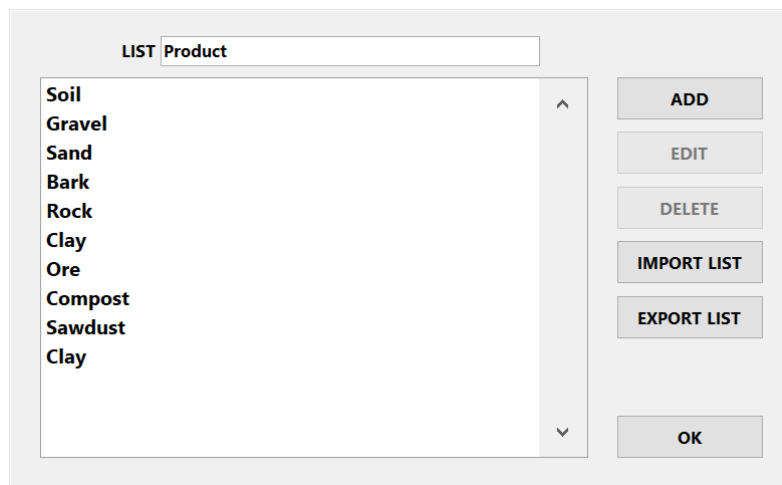 LIST Product
Soil
Gravel
Sand
Bark
Rock
Clay
Ore
Compost
Sawdust
Clay
ADD
EDIT
DELETE
IMPORT LIST
EXPORT LIST
OK